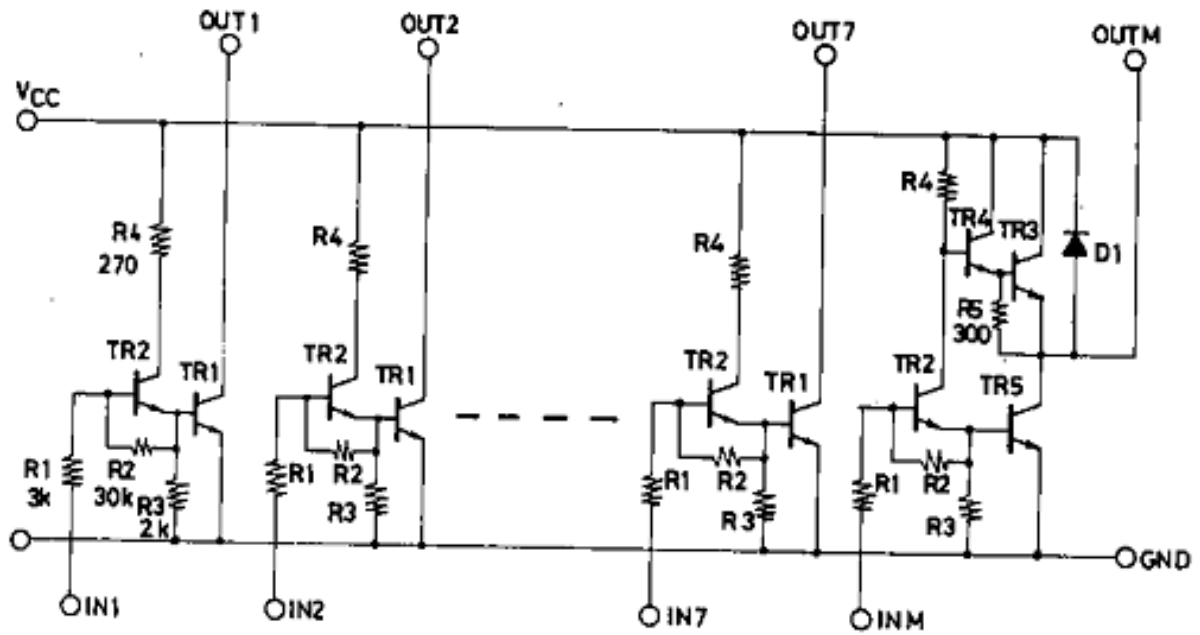 OUT1
OUT2
OUT7
OUTM
VCC
R4
270
R4
R4
R4
TR4
TR3
D1
R5
300
TR2
TR1
TR2
TR1
TR2
TR1
TR2
TR5
R1
3k
R2
30k
R3
2k
R1
R2
R3
R1
R2
R3
R1
R2
R3
GND
IN1
IN2
IN7
INM